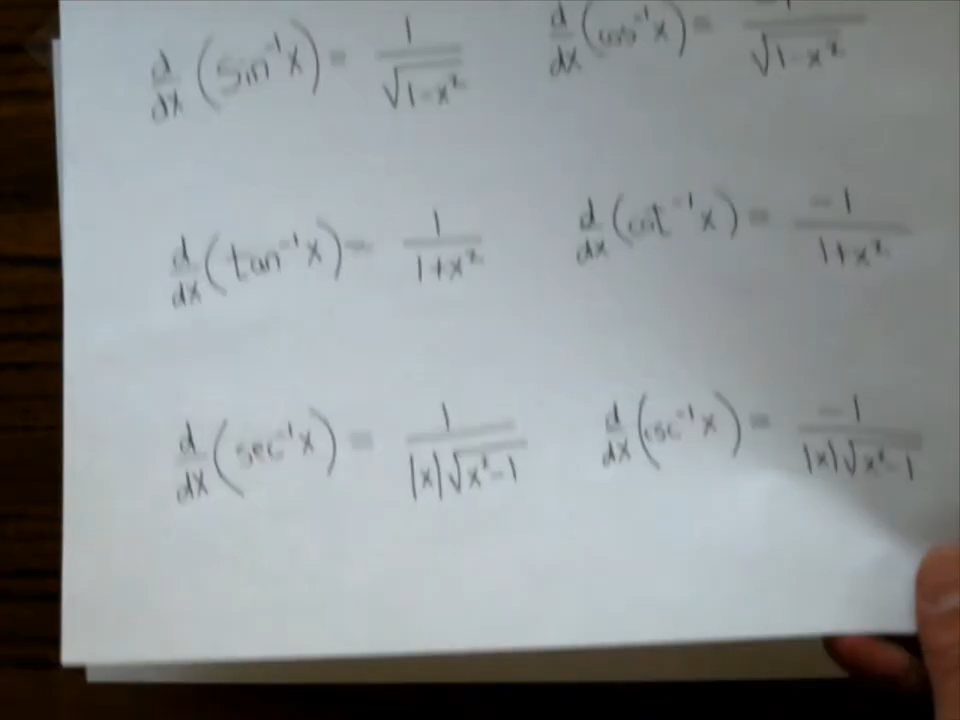 d/dx (sin⁻¹x) = 1/√(1-x²) d/dx (cos⁻¹x) = -1/√(1-x²)
d/dx (tan⁻¹x) = 1/(1+x²) d/dx (cot⁻¹x) = -1/(1+x²)
d/dx (sec⁻¹x) = 1/(|x|√(x²-1)) d/dx (csc⁻¹x) = -1/(|x|√(x²-1))